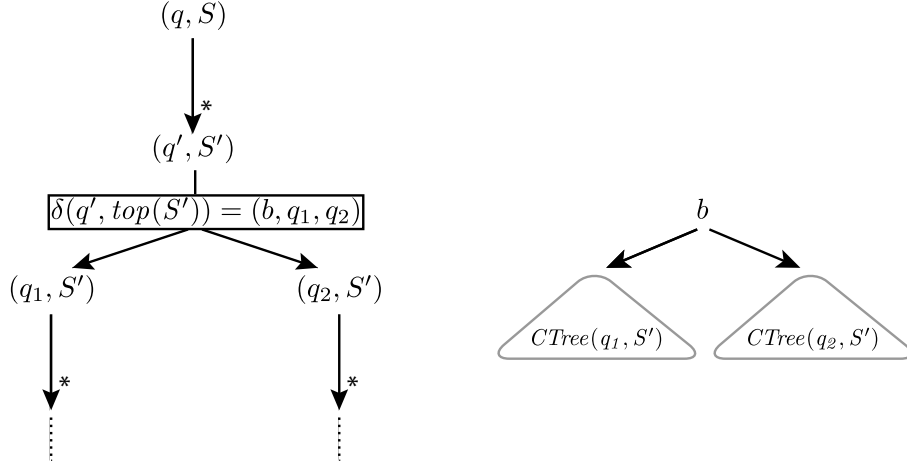 (q, S)
*
(q′, S′)
δ(q′, top(S′)) = (b, q₁, q₂)
(q₁, S′) (q₂, S′)
* *
b
CTree(q₁, S′) CTree(q₂, S′)